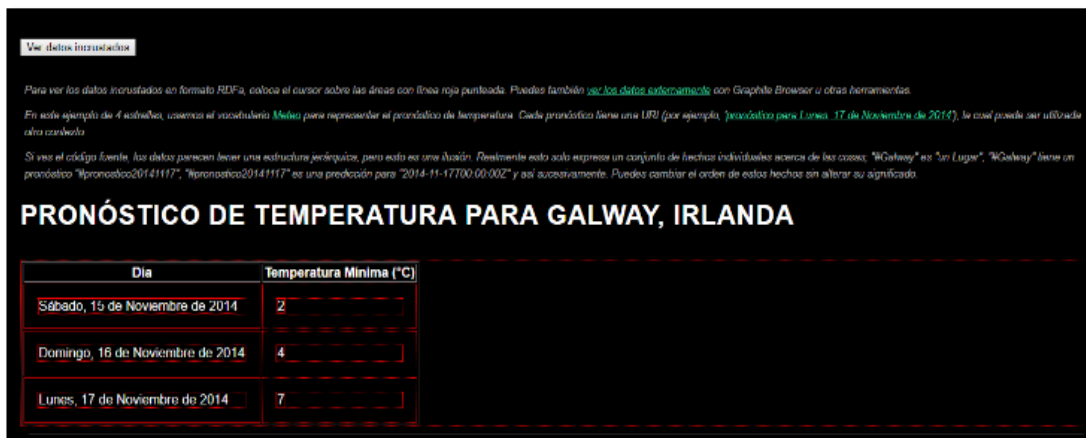 Ver datos incrustados
Para ver los datos incrustados en formato RDFa, coloca el cursor sobre las áreas con línea roja punteada. Puedes también ver los datos externamente con Graphite Browser u otras herramientas.
En este ejemplo de 4 estrellas, usamos el vocabulario Meteo para representar el pronóstico de temperatura. Cada pronóstico tiene una URI (por ejemplo, 'pronóstico para Lunes, 17 de Noviembre de 2014'), la cual puede ser utilizada
otro contexto.
Si ves el código fuente, los datos parecen tener una estructura jerárquica, pero esto es una ilusión. Realmente esto solo expresa un conjunto de hechos individuales acerca de las cosas; "#Galway" es "un Lugar", "#Galway" tiene un
pronóstico "#pronostico20141117", "#pronostico20141117" es una predicción para "2014-11-17T00:00:00Z" y así sucesivamente. Puedes cambiar el orden de estos hechos sin alterar su significado.
PRONÓSTICO DE TEMPERATURA PARA GALWAY, IRLANDA
Dia Temperatura Mínima (°C)
Sábado, 15 de Noviembre de 2014 2
Domingo, 16 de Noviembre de 2014 4
Lunes, 17 de Noviembre de 2014 7